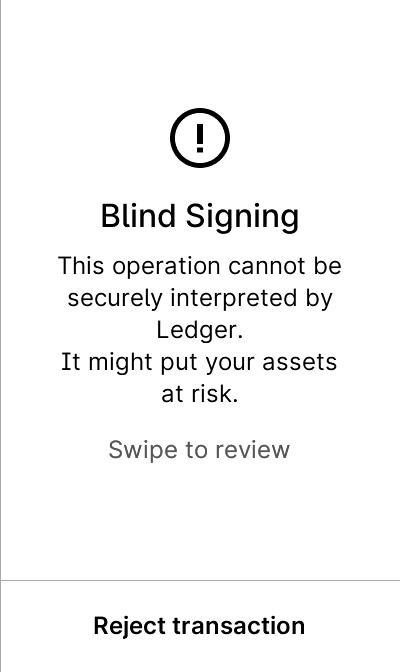 Blind Signing
This operation cannot be
securely interpreted by
Ledger.
It might put your assets
at risk.
Swipe to review
Reject transaction